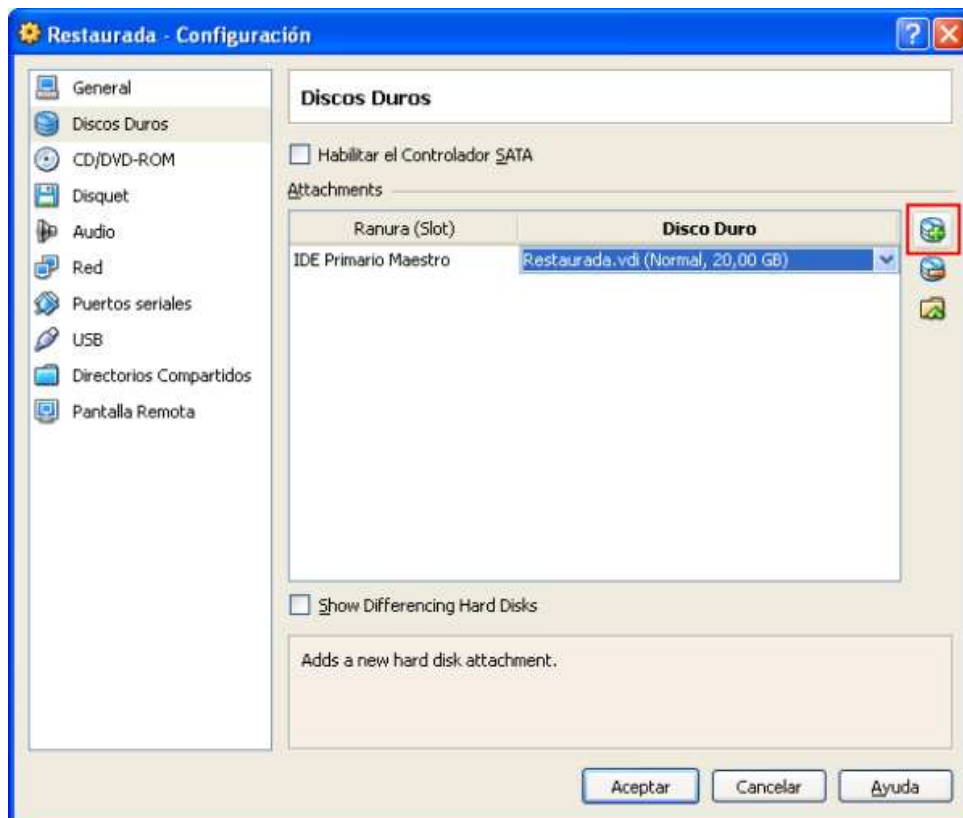 Restaurada - Configuración
General
Discos Duros
CD/DVD-ROM
Disquet
Audio
Red
Puertos seriales
USB
Directorios Compartidos
Pantalla Remota
Discos Duros
Habilitar el Controlador SATA
Attachments
Ranura (Slot) Disco Duro
IDE Primario Maestro Restaurada.vdi (Normal, 20,00 GB)
Show Differencing Hard Disks
Adds a new hard disk attachment.
Aceptar Cancelar Ayuda